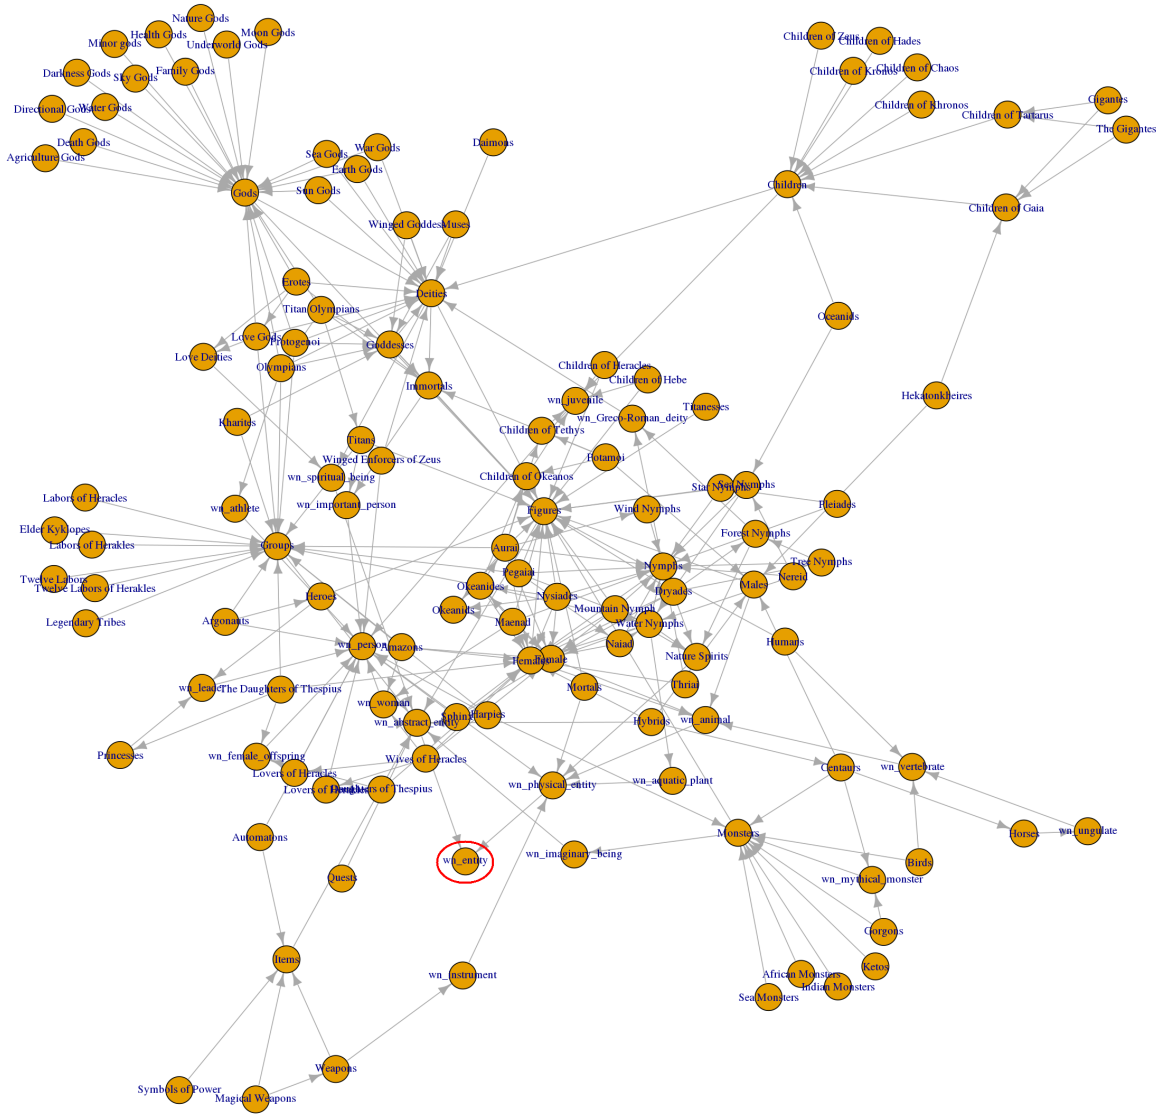 Nature Gods
Health Gods
Moon Gods
Minor gods
Underworld Gods
Darkness Gods
Sky Gods
Family Gods
Directional Gods
Water Gods
Death Gods
Agriculture Gods
Sea Gods
War Gods
Earth Gods
Sun Gods
Gods
Daimons
Children of Zeus
Children of Hades
Children of Kronos
Children of Chaos
Children of Khronos
Children of Tartarus
Gigantes
The Gigantes
Children
Children of Gaia
Winged Goddess
Muses
Erotes
Deities
Titan
Olympians
Oceanids
Love Gods
Protogenoi
Goddesses
Love Deities
Olympians
Immortals
Children of Heracles
Children of Hebe
wn_juvenile
Hekatonkheires
Titanesses
wn_Greco-Roman_deity
Kharites
Children of Tethys
Titans
Winged Enforcers of Zeus
Potamoi
wn_spiritual_being
Children of Okeanos
Star Nymphs
Sea Nymphs
Labors of Heracles
wn_athlete
wn_important_person
Figures
Wind Nymphs
Pleiades
Elder Kyklopes
Labors of Herakles
Groups
Aurai
Forest Nymphs
Tree Nymphs
Twelve Labors
Twelve Labors of Herakles
Pegaiai
Nymphs
Nereid
Okeanides
Males
Heroes
Nysiades
Dryades
Okeanids
Mountain Nymph
Legendary Tribes
Argonauts
Maenad
Water Nymphs
wn_person
Amazons
Naiad
Humans
Females
Female
Nature Spirits
wn_leader
The Daughters of Thespius
Mortals
Thriai
wn_woman
Sphinx
Harpies
wn_abstract_entity
Hybrids
wn_animal
Princesses
wn_female_offspring
Wives of Heracles
Lovers of Heracles
Centaurs
wn_vertebrate
Lovers of Herakles
Daughters of Thespius
wn_physical_entity
wn_aquatic_plant
Automatons
Monsters
Horses
wn_ungulate
wn_entity
wn_imaginary_being
Birds
Quests
wn_mythical_monster
Gorgons
Items
wn_instrument
African Monsters
Ketos
Sea Monsters
Indian Monsters
Weapons
Symbols of Power
Magical Weapons